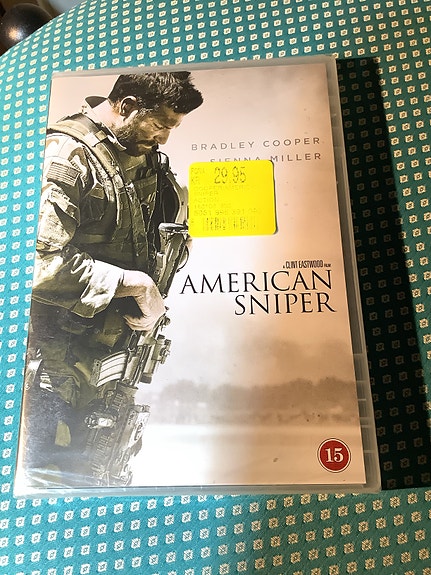 BRADLEY COOPER
SIENNA MILLER
29.95
A CLINT EASTWOOD FILM
AMERICAN
SNIPER
15